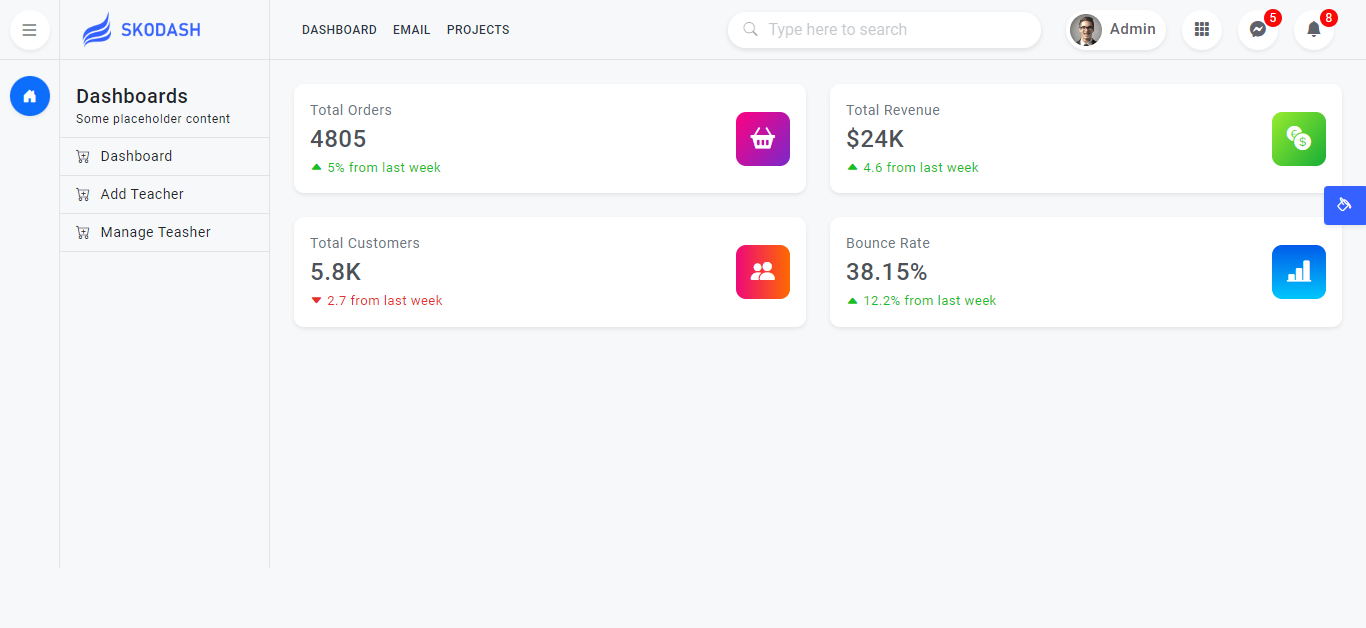 SKODASH
DASHBOARD EMAIL PROJECTS
Type here to search
Admin
5
8
Dashboards
Some placeholder content
Dashboard
Add Teacher
Manage Teasher
Total Orders
4805
5% from last week
$
Total Revenue
$24K
4.6 from last week
Total Customers
5.8K
2.7 from last week
Bounce Rate
38.15%
12.2% from last week